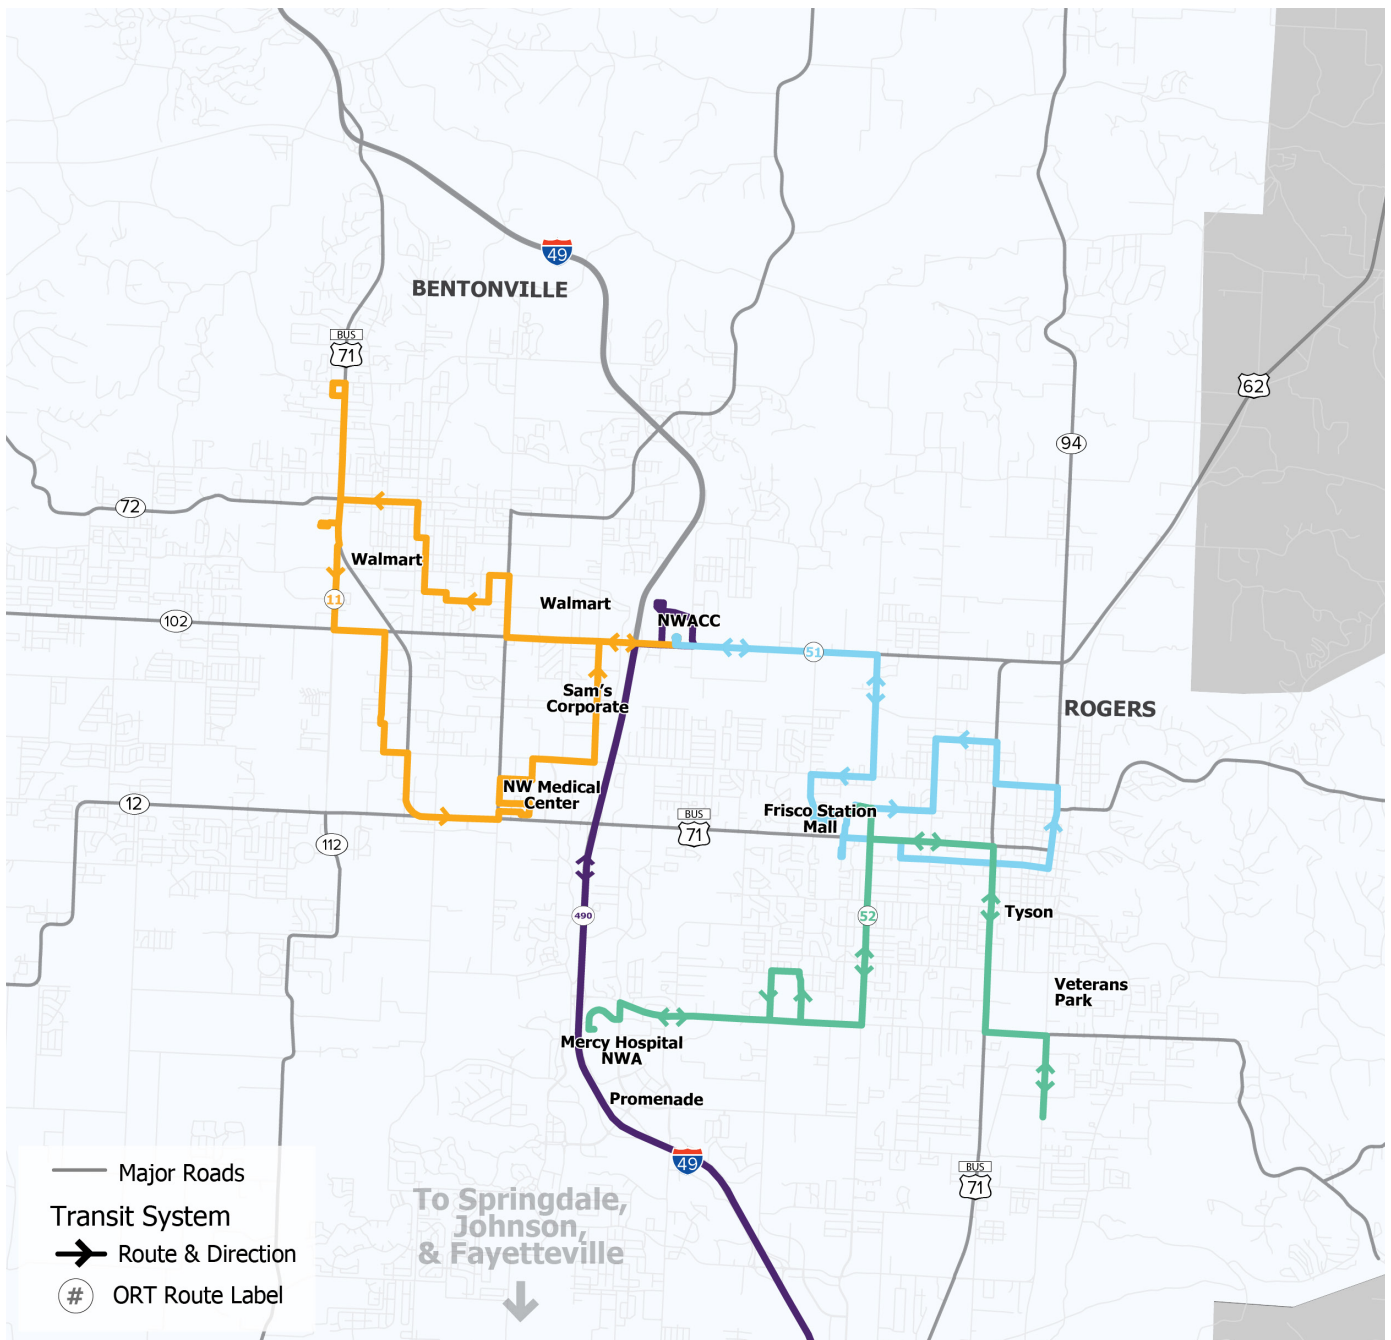 49
BENTONVILLE
BUS
71
62
94
72
Walmart
11
Walmart
102
NWACC
51
Sam's
Corporate
ROGERS
NW Medical
Center
12
Frisco Station
Mall
BUS
71
112
490
52
Tyson
Veterans
Park
Mercy Hospital
NWA
Promenade
49
BUS
71
Major Roads
Transit System
Route & Direction
# ORT Route Label
To Springdale,
Johnson,
& Fayetteville